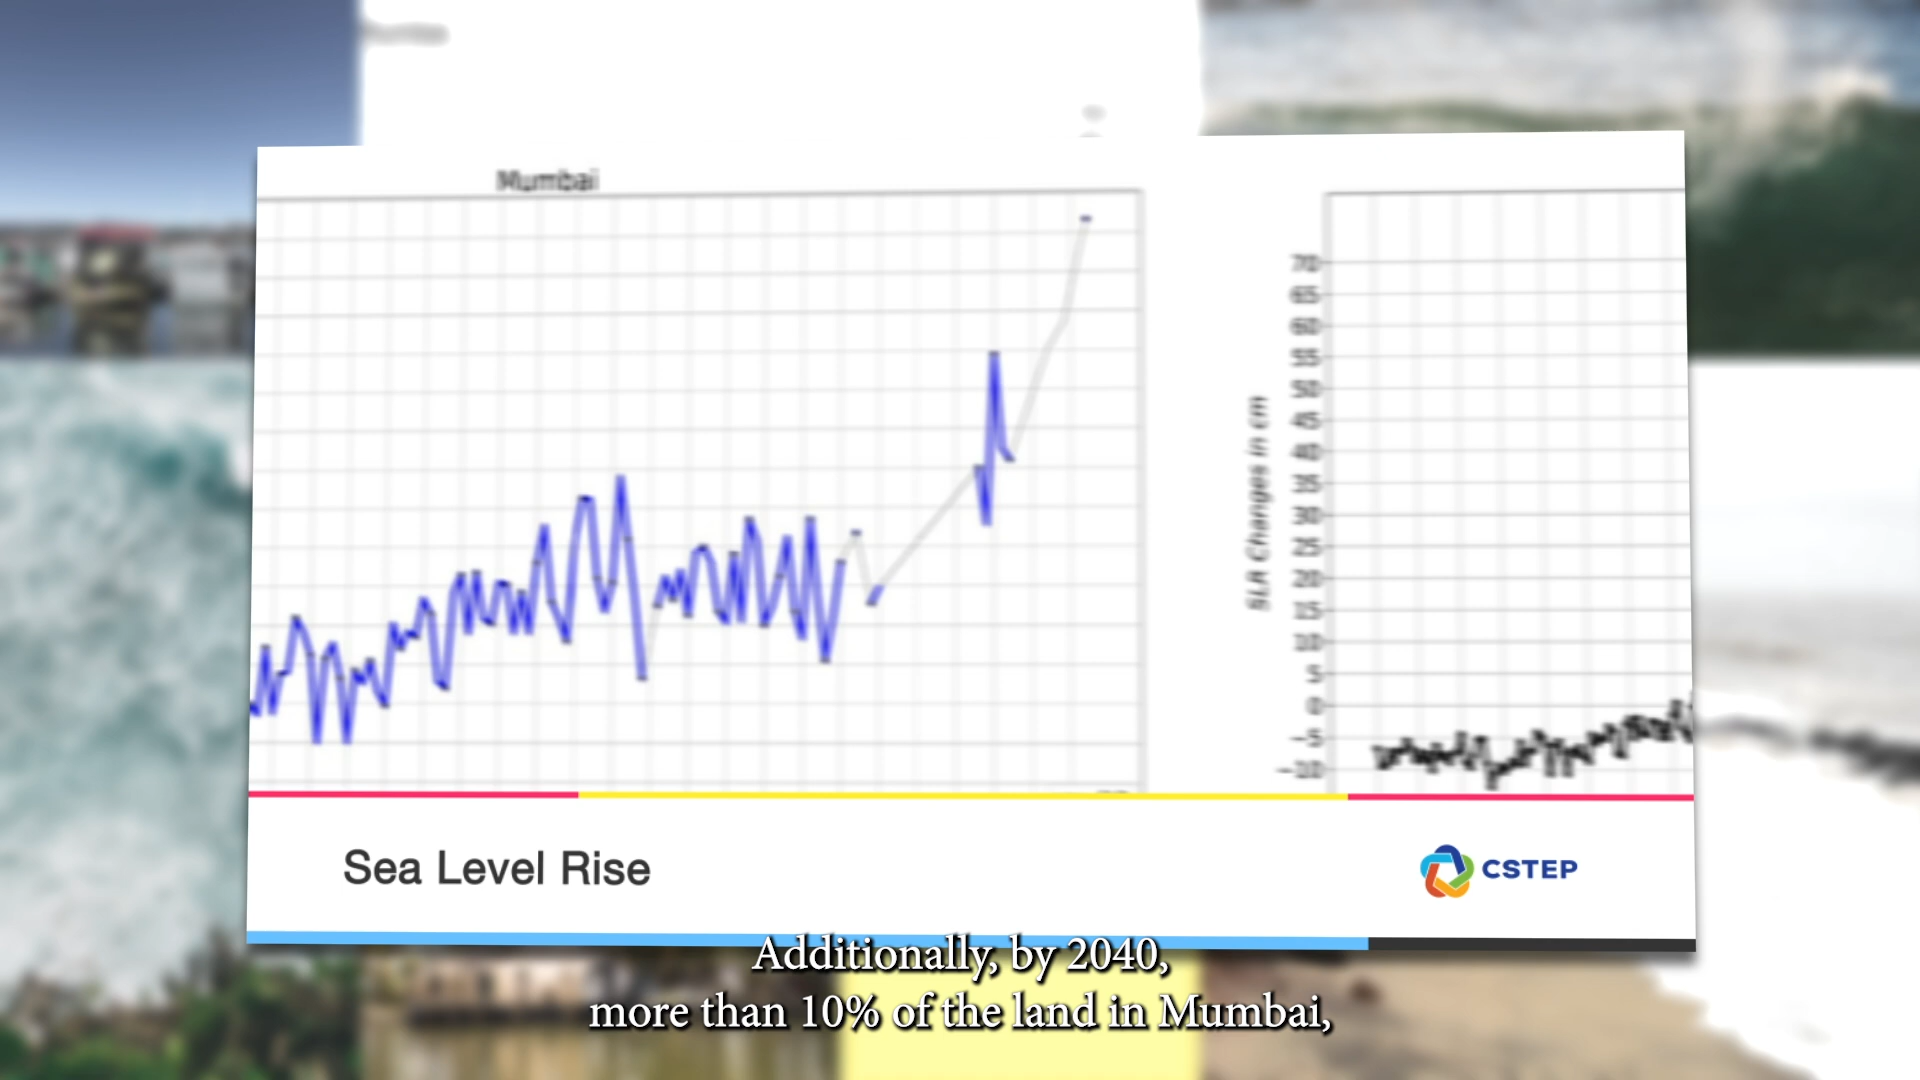 Mumbai
SLR Changes in cm
70
65
60
55
50
45
40
35
30
25
20
15
10
5
0
-5
-10
Sea Level Rise
CSTEP
Additionally, by 2040,
more than 10% of the land in Mumbai,